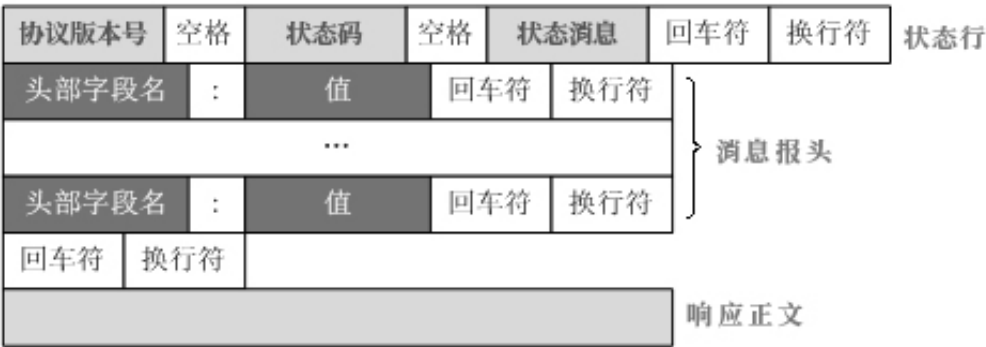 协议版本号 空格 状态码 空格 状态消息 回车符 换行符 状态行
头部字段名 : 值 回车符 换行符
... 消息报头
头部字段名 : 值 回车符 换行符
回车符 换行符
响应正文